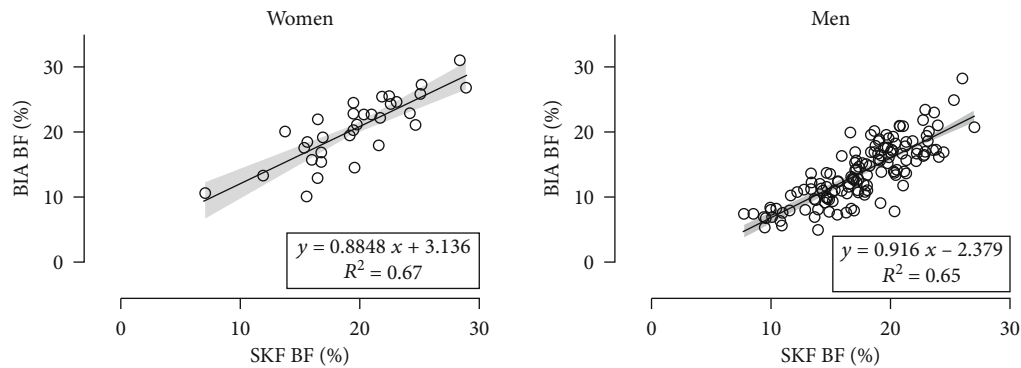 Women
BIA BF (%)
30
20
10
0
y = 0.8848 x + 3.136
R² = 0.67
0 10 20 30
SKF BF (%)
Men
BIA BF (%)
30
20
10
0
y = 0.916 x – 2.379
R² = 0.65
0 10 20 30
SKF BF (%)